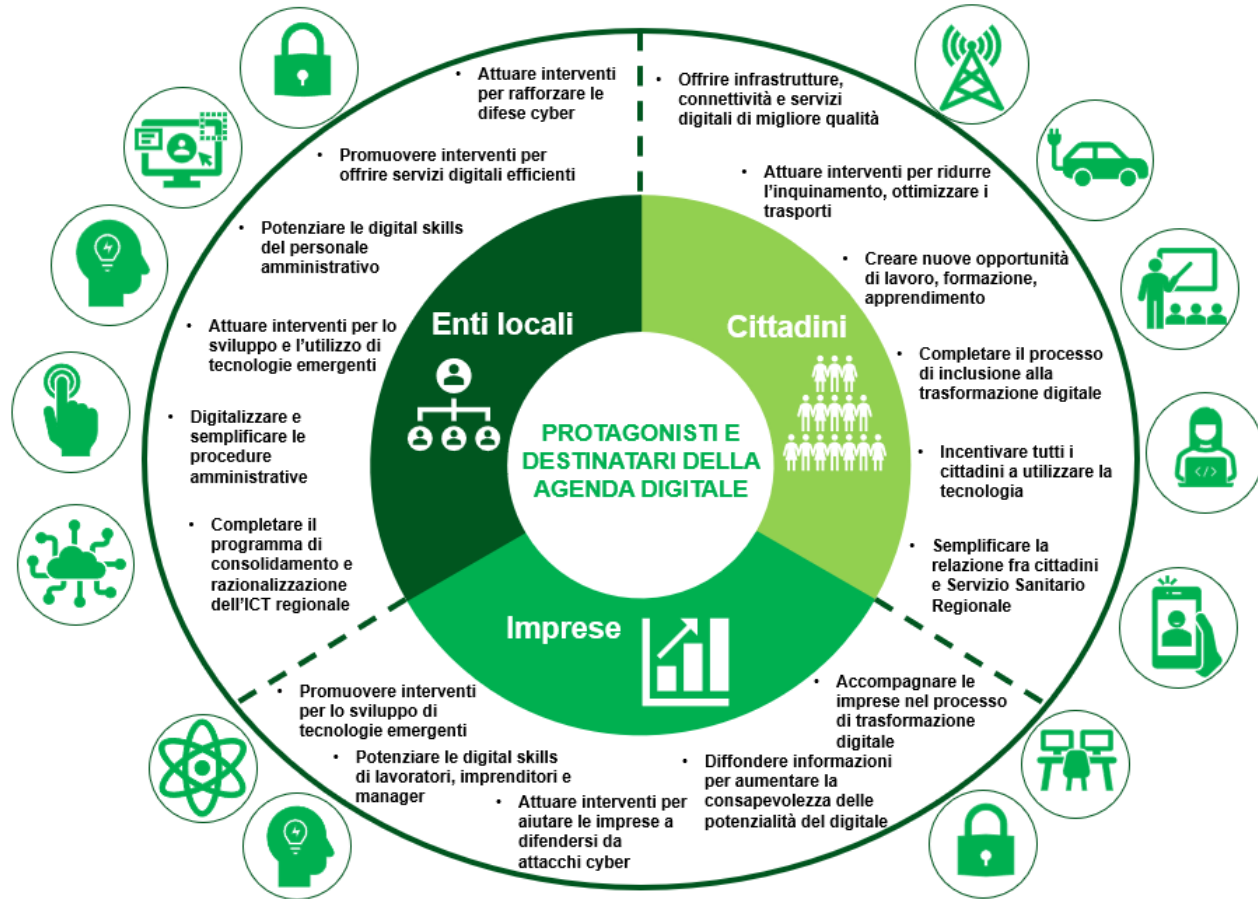 • Attuare interventi
per rafforzare le
difese cyber
• Promuovere interventi per
offrire servizi digitali efficienti
• Potenziare le digital skills
del personale
amministrativo
• Attuare interventi per lo
sviluppo e l'utilizzo di
tecnologie emergenti
• Digitalizzare e
semplificare le
procedure
amministrative
• Completare il
programma di
consolidamento e
razionalizzazione
dell'ICT regionale
• Offrire infrastrutture,
connettività e servizi
digitali di migliore qualità
• Attuare interventi per ridurre
l'inquinamento, ottimizzare i
trasporti
• Creare nuove opportunità
di lavoro, formazione,
apprendimento
• Completare il processo
di inclusione alla
trasformazione digitale
• Incentivare tutti i
cittadini a utilizzare la
tecnologia
• Semplificare la
relazione fra cittadini
e Servizio Sanitario
Regionale
Enti locali
Cittadini
PROTAGONISTI E
DESTINATARI DELLA
AGENDA DIGITALE
Imprese
• Promuovere interventi
per lo sviluppo di
tecnologie emergenti
• Potenziare le digital skills
di lavoratori, imprenditori e
manager
• Attuare interventi per
aiutare le imprese a
difendersi da
attacchi cyber
• Diffondere informazioni
per aumentare la
consapevolezza delle
potenzialità del digitale
• Accompagnare le
imprese nel processo
di trasformazione
digitale